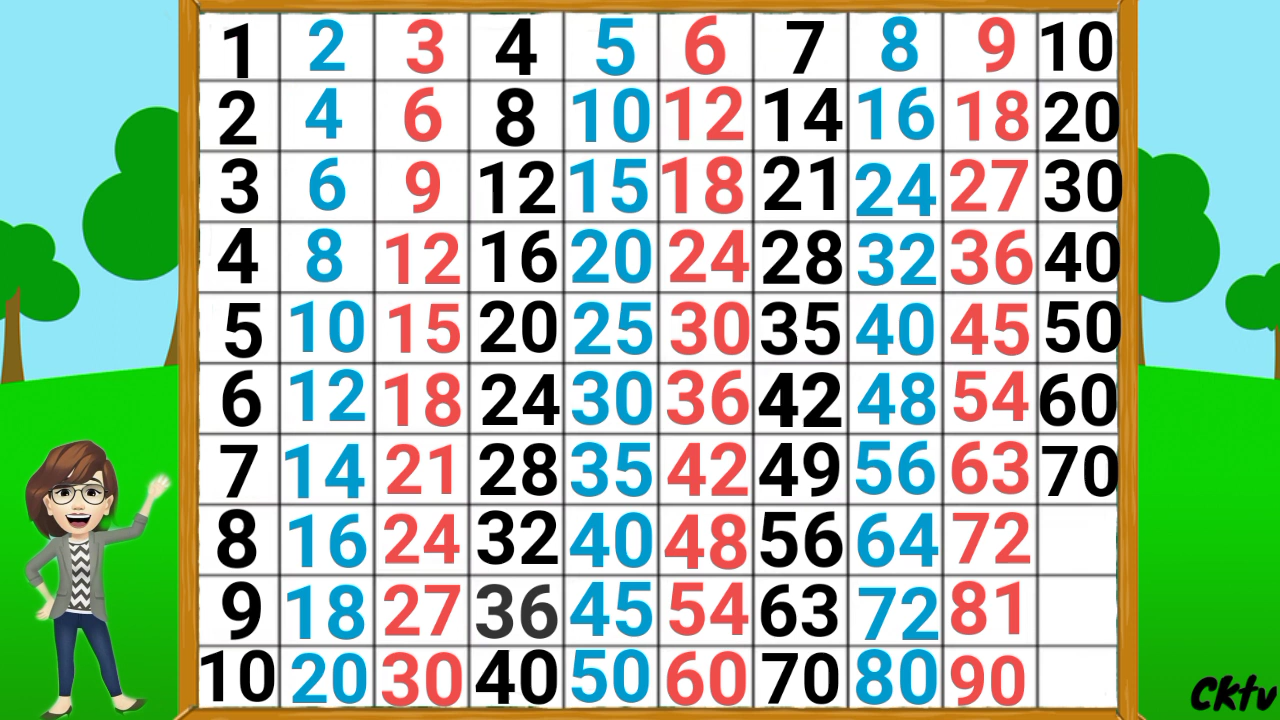 1 2 3 4 5 6 7 8 9 10
2 4 6 8 10 12 14 16 18 20
3 6 9 12 15 18 21 24 27 30
4 8 12 16 20 24 28 32 36 40
5 10 15 20 25 30 35 40 45 50
6 12 18 24 30 36 42 48 54 60
7 14 21 28 35 42 49 56 63 70
8 16 24 32 40 48 56 64 72
9 18 27 36 45 54 63 72 81
10 20 30 40 50 60 70 80 90
Cktv